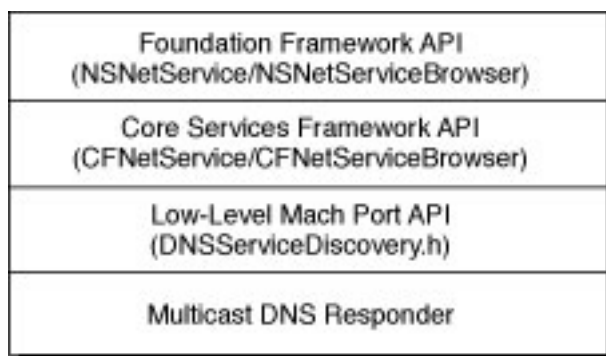 Foundation Framework API
(NSNetService/NSNetServiceBrowser)
Core Services Framework API
(CFNetService/CFNetServiceBrowser)
Low-Level Mach Port API
(DNSServiceDiscovery.h)
Multicast DNS Responder